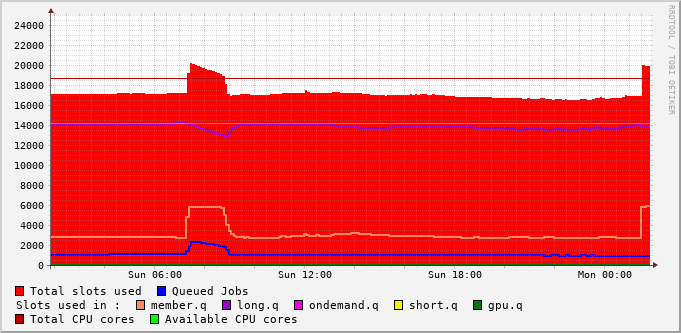 24000
22000
20000
18000
16000
14000
12000
10000
8000
6000
4000
2000
0
Sun 06:00 Sun 12:00 Sun 18:00 Mon 00:00
RRDTOOL / TOBI OETIKER
Total slots used Queued Jobs
Slots used in : member.q long.q ondemand.q short.q gpu.q
Total CPU cores Available CPU cores